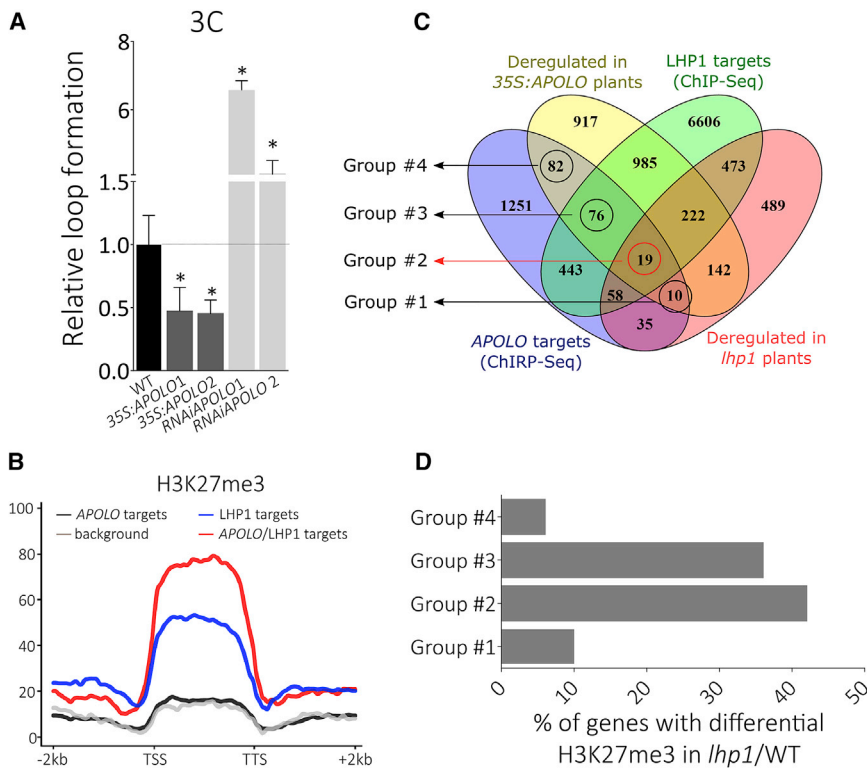 A
3C
Relative loop formation
8
6
1.5
1.0
0.5
0.0
*
*
*
*
WT
35S:APOLO1
35S:APOLO2
RNAiAPOLO1
RNAiAPOLO 2
C
Deregulated in
35S:APOLO plants
LHP1 targets
(ChIP-Seq)
917
6606
Group #4
82
985
473
1251
489
Group #3
76
222
Group #2
19
443
142
Group #1
58
10
35
APOLO targets
(ChIRP-Seq)
Deregulated in
lhp1 plants
B
H3K27me3
APOLO targets
LHP1 targets
background
APOLO/LHP1 targets
100
80
60
40
20
0
-2kb
TSS
TTS
+2kb
D
Group #4
Group #3
Group #2
Group #1
0
10
20
30
40
50
% of genes with differential
H3K27me3 in lhp1/WT